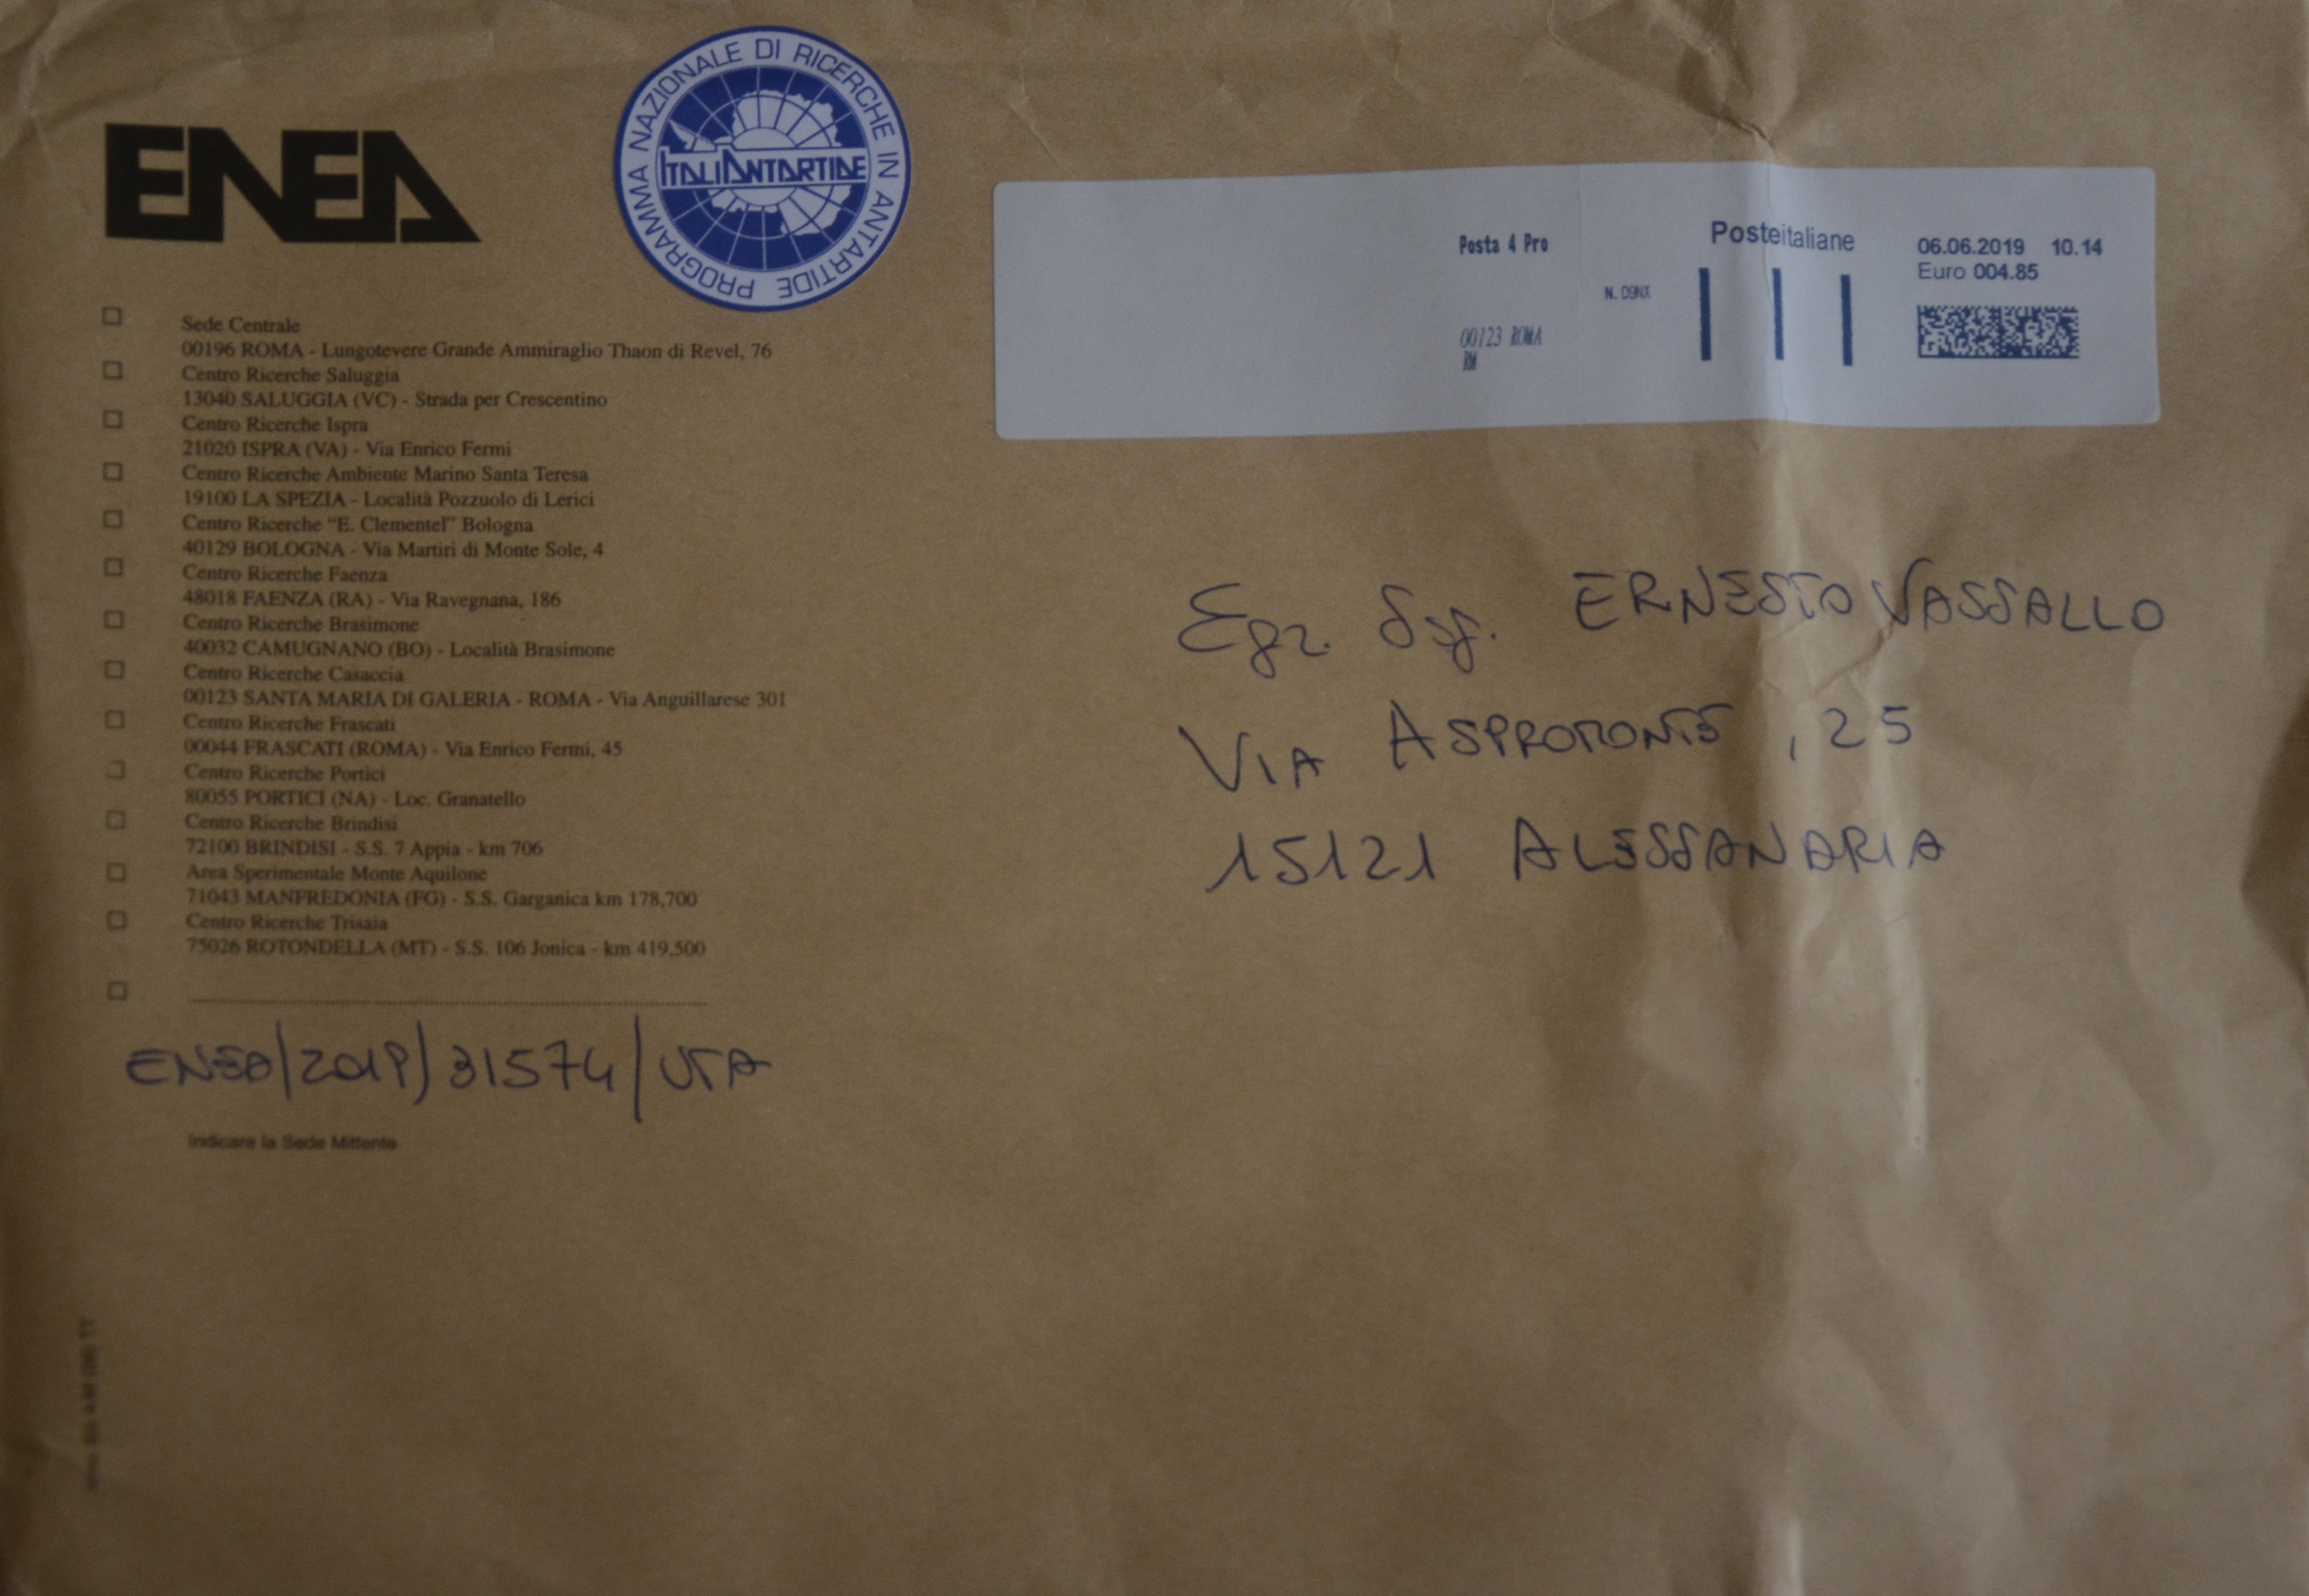 ENEA
PROGRAMMA NAZIONALE DI RICERCHE IN ANTARTIDE
ITALIANTARTIDE
Posta 4 Pro
Posteitaliane
06.06.2019 10.14
Euro 004.85
N. D9NX
00123 ROMA
RM
Sede Centrale
00196 ROMA - Lungotevere Grande Ammiraglio Thaon di Revel, 76
Centro Ricerche Saluggia
13040 SALUGGIA (VC) - Strada per Crescentino
Centro Ricerche Ispra
21020 ISPRA (VA) - Via Enrico Fermi
Centro Ricerche Ambiente Marino Santa Teresa
19100 LA SPEZIA - Località Pozzuolo di Lerici
Centro Ricerche “E. Clementel” Bologna
40129 BOLOGNA - Via Martiri di Monte Sole, 4
Centro Ricerche Faenza
48018 FAENZA (RA) - Via Ravegnana, 186
Centro Ricerche Brasimone
40032 CAMUGNANO (BO) - Località Brasimone
Centro Ricerche Casaccia
00123 SANTA MARIA DI GALERIA - ROMA - Via Anguillarese 301
Centro Ricerche Frascati
00044 FRASCATI (ROMA) - Via Enrico Fermi, 45
Centro Ricerche Portici
80055 PORTICI (NA) - Loc. Granatello
Centro Ricerche Brindisi
72100 BRINDISI - S.S. 7 Appia - km 706
Area Sperimentale Monte Aquilone
71043 MANFREDONIA (FG) - S.S. Garganica km 178,700
Centro Ricerche Trisaia
75026 ROTONDELLA (MT) - S.S. 106 Jonica - km 419,500
ENEA/2019/31574/UTA
Indicare la Sede Mittente
Egr. Sig. ERNESTO VASSALLO
VIA ASPROMONTE, 25
15121 ALESSANDRIA